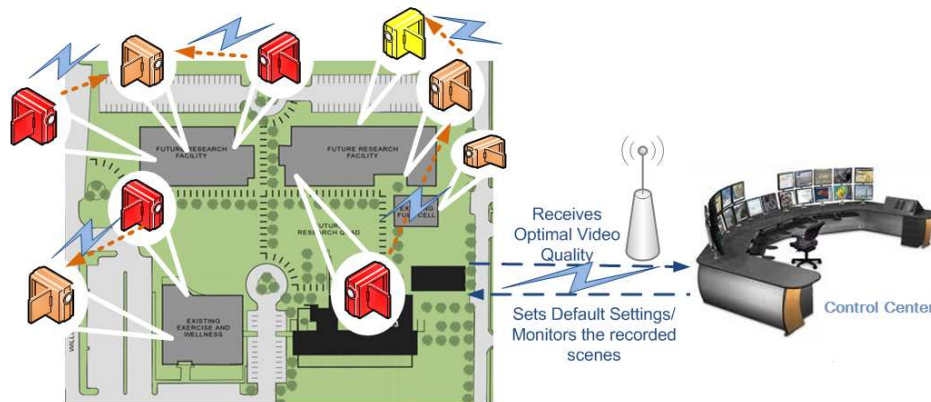 FUTURE RESEARCH
FACILITY
FUTURE RESEARCH
FACILITY
EXISTING
FUEL CELL
RESEARCH QUAD
EXISTING
EXERCISE AND
WELLNESS
Receives
Optimal Video
Quality
Sets Default Settings/
Monitors the recorded
scenes
Control Center